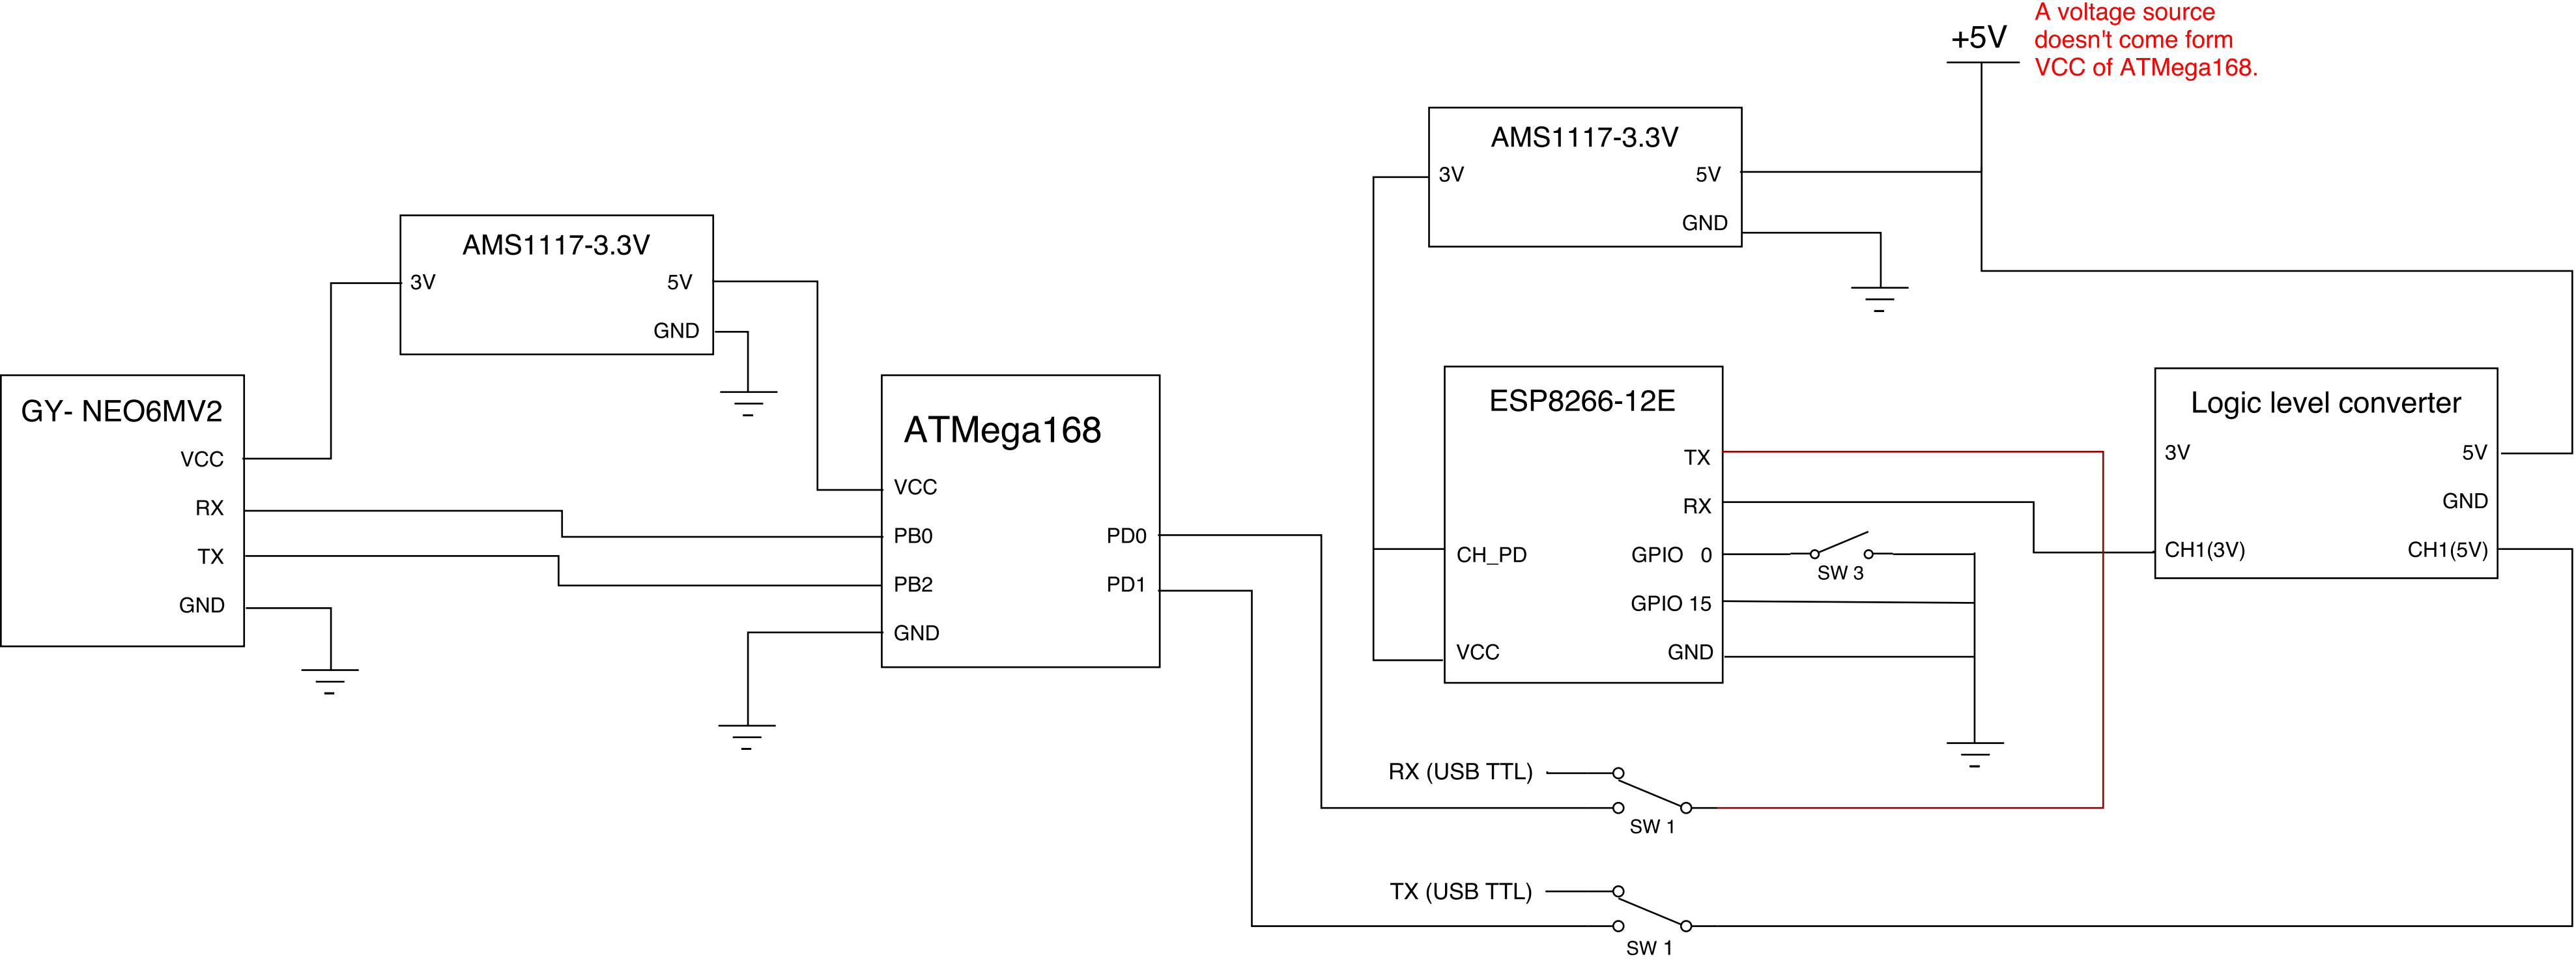 +5V
A voltage source
doesn't come form
VCC of ATMega168.
AMS1117-3.3V
3V
5V
GND
AMS1117-3.3V
3V
5V
GND
GY- NEO6MV2
VCC
RX
TX
GND
ATMega168
VCC
PB0
PB2
GND
PD0
PD1
ESP8266-12E
TX
RX
CH_PD
GPIO 0
GPIO 15
VCC
GND
SW 3
Logic level converter
3V
5V
GND
CH1(3V)
CH1(5V)
RX (USB TTL)
SW 1
TX (USB TTL)
SW 1